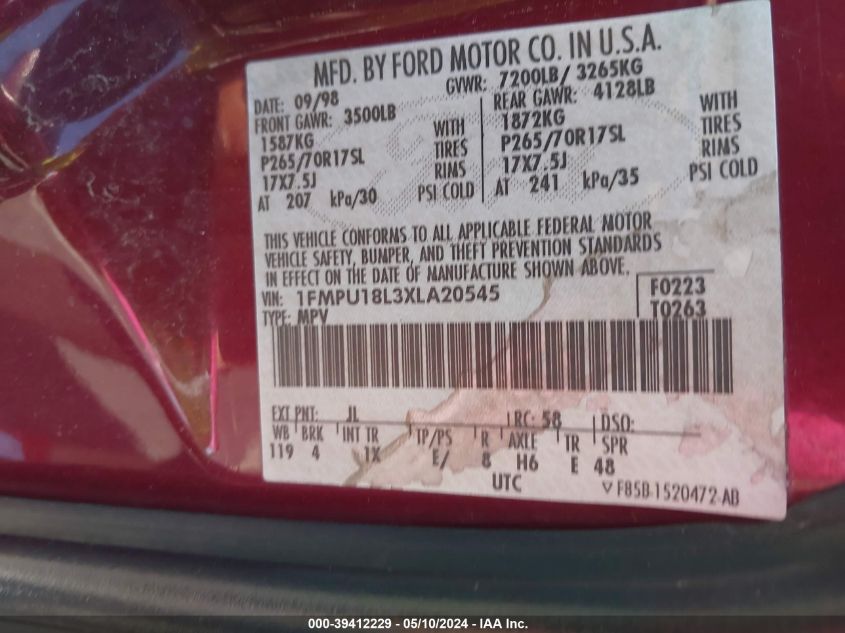 MFD. BY FORD MOTOR CO. IN U.S.A.
DATE: 09/98 GVWR: 7200LB/ 3265KG
FRONT GAWR: 3500LB REAR GAWR: 4128LB
1587KG WITH 1872KG WITH
P265/70R17SL TIRES P265/70R17SL TIRES
17X7.5J RIMS 17X7.5J RIMS
AT 207 kPa/30 PSI COLD AT 241 kPa/35 PSI COLD
THIS VEHICLE CONFORMS TO ALL APPLICABLE FEDERAL MOTOR
VEHICLE SAFETY, BUMPER, AND THEFT PREVENTION STANDARDS
IN EFFECT ON THE DATE OF MANUFACTURE SHOWN ABOVE.
VIN: 1FMPU18L3XLA20545 F0223
TYPE: MPV T0263
EXT PNT: JL RC: 58 DSO:
WB BRK INT TR TP/PS R AXLE TR SPR
119 4 1X E/ 8 H6 E 48
UTC F85B-1520472-AB
000-39412229 - 05/10/2024 - IAAI, Inc.